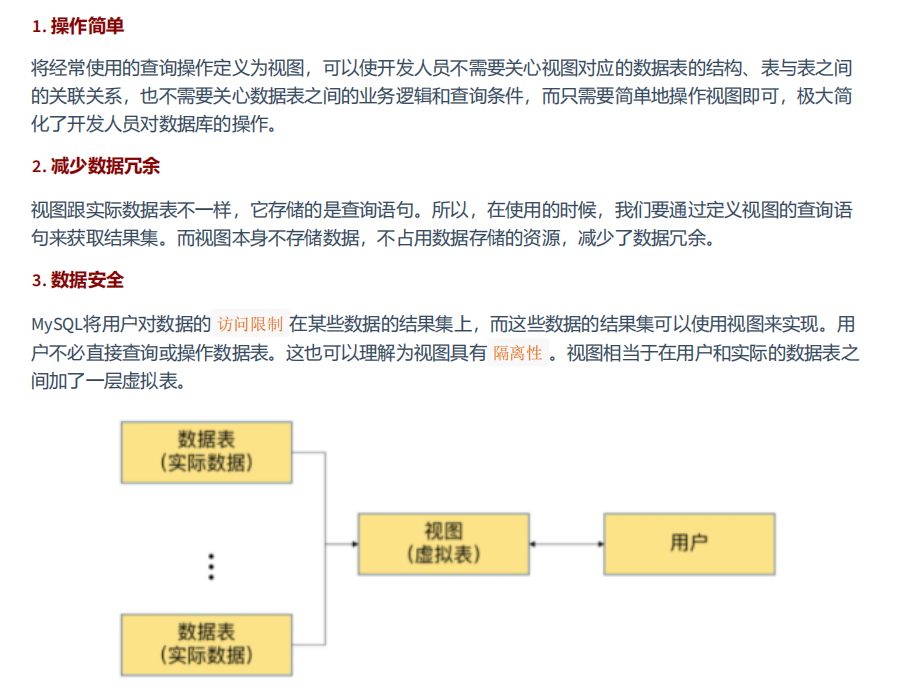 1. 操作简单
将经常使用的查询操作定义为视图，可以使开发人员不需要关心视图对应的数据表的结构、表与表之间
的关联关系，也不需要关心数据表之间的业务逻辑和查询条件，而只需要简单地操作视图即可，极大简
化了开发人员对数据库的操作。
2. 减少数据冗余
视图跟实际数据表不一样，它存储的是查询语句。所以，在使用的时候，我们要通过定义视图的查询语
句来获取结果集。而视图本身不存储数据，不占用数据存储的资源，减少了数据冗余。
3. 数据安全
MySQL将用户对数据的 访问限制 在某些数据的结果集上，而这些数据的结果集可以使用视图来实现。用
户不必直接查询或操作数据表。这也可以理解为视图具有 隔离性 。视图相当于在用户和实际的数据表之
间加了一层虚拟表。
数据表
（实际数据）
视图
（虚拟表）
用户
数据表
（实际数据）